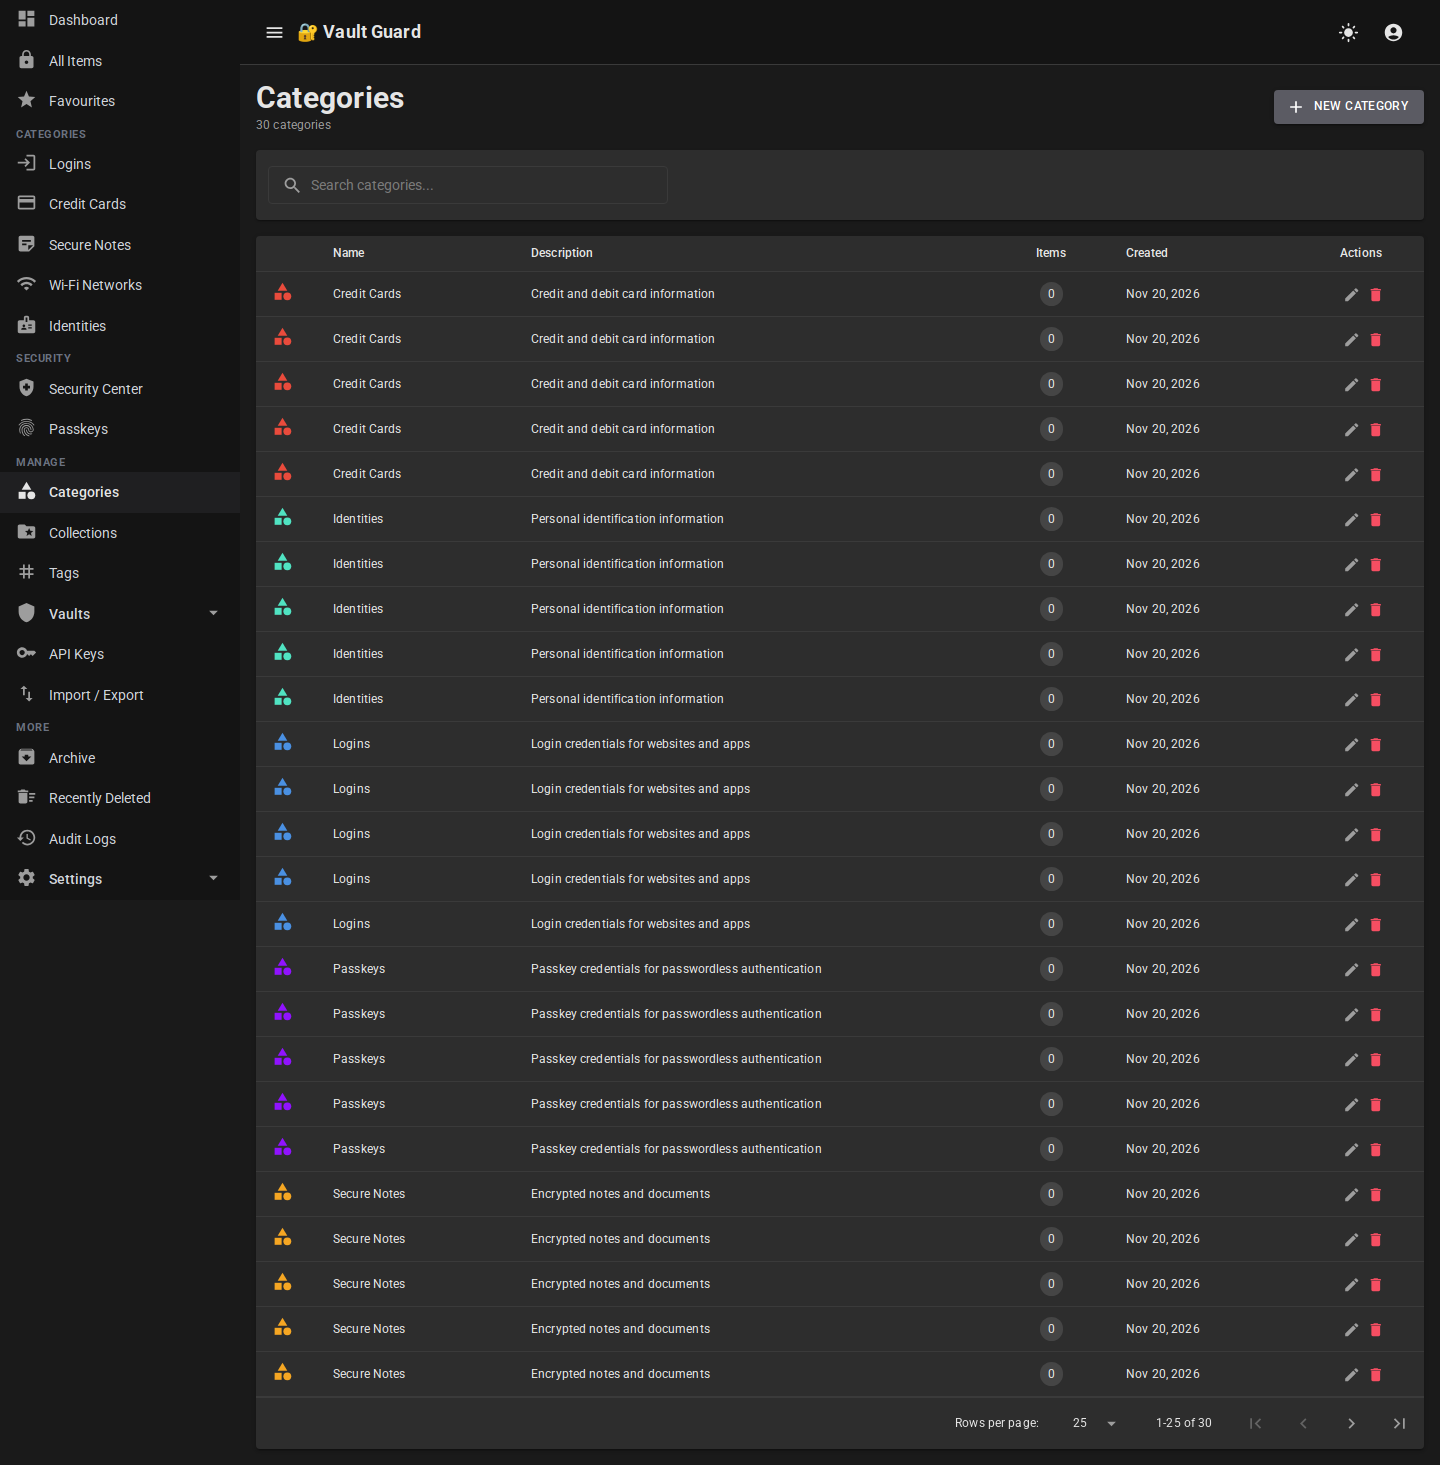 Dashboard
All Items
Favourites
CATEGORIES
Logins
Credit Cards
Secure Notes
Wi-Fi Networks
Identities
SECURITY
Security Center
Passkeys
MANAGE
Categories
Collections
Tags
Vaults
API Keys
Import / Export
MORE
Archive
Recently Deleted
Audit Logs
Settings
Vault Guard
Categories
30 categories
NEW CATEGORY
Search categories...
Name Description Items Created Actions
Credit Cards Credit and debit card information 0 Nov 20, 2026
Credit Cards Credit and debit card information 0 Nov 20, 2026
Credit Cards Credit and debit card information 0 Nov 20, 2026
Credit Cards Credit and debit card information 0 Nov 20, 2026
Credit Cards Credit and debit card information 0 Nov 20, 2026
Identities Personal identification information 0 Nov 20, 2026
Identities Personal identification information 0 Nov 20, 2026
Identities Personal identification information 0 Nov 20, 2026
Identities Personal identification information 0 Nov 20, 2026
Identities Personal identification information 0 Nov 20, 2026
Logins Login credentials for websites and apps 0 Nov 20, 2026
Logins Login credentials for websites and apps 0 Nov 20, 2026
Logins Login credentials for websites and apps 0 Nov 20, 2026
Logins Login credentials for websites and apps 0 Nov 20, 2026
Logins Login credentials for websites and apps 0 Nov 20, 2026
Passkeys Passkey credentials for passwordless authentication 0 Nov 20, 2026
Passkeys Passkey credentials for passwordless authentication 0 Nov 20, 2026
Passkeys Passkey credentials for passwordless authentication 0 Nov 20, 2026
Passkeys Passkey credentials for passwordless authentication 0 Nov 20, 2026
Passkeys Passkey credentials for passwordless authentication 0 Nov 20, 2026
Secure Notes Encrypted notes and documents 0 Nov 20, 2026
Secure Notes Encrypted notes and documents 0 Nov 20, 2026
Secure Notes Encrypted notes and documents 0 Nov 20, 2026
Secure Notes Encrypted notes and documents 0 Nov 20, 2026
Secure Notes Encrypted notes and documents 0 Nov 20, 2026
Rows per page: 25 1-25 of 30